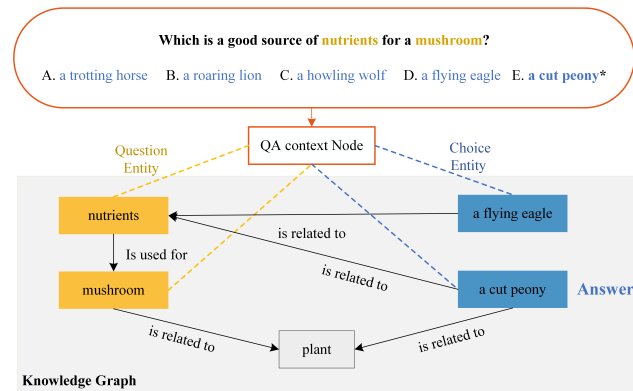 Which is a good source of nutrients for a mushroom?
A. a trotting horse B. a roaring lion C. a howling wolf D. a flying eagle E. a cut peony*
Question
Entity
QA context Node
Choice
Entity
nutrients
a flying eagle
is related to
Is used for
is related to
mushroom
a cut peony
Answer
is related to
plant
is related to
Knowledge Graph